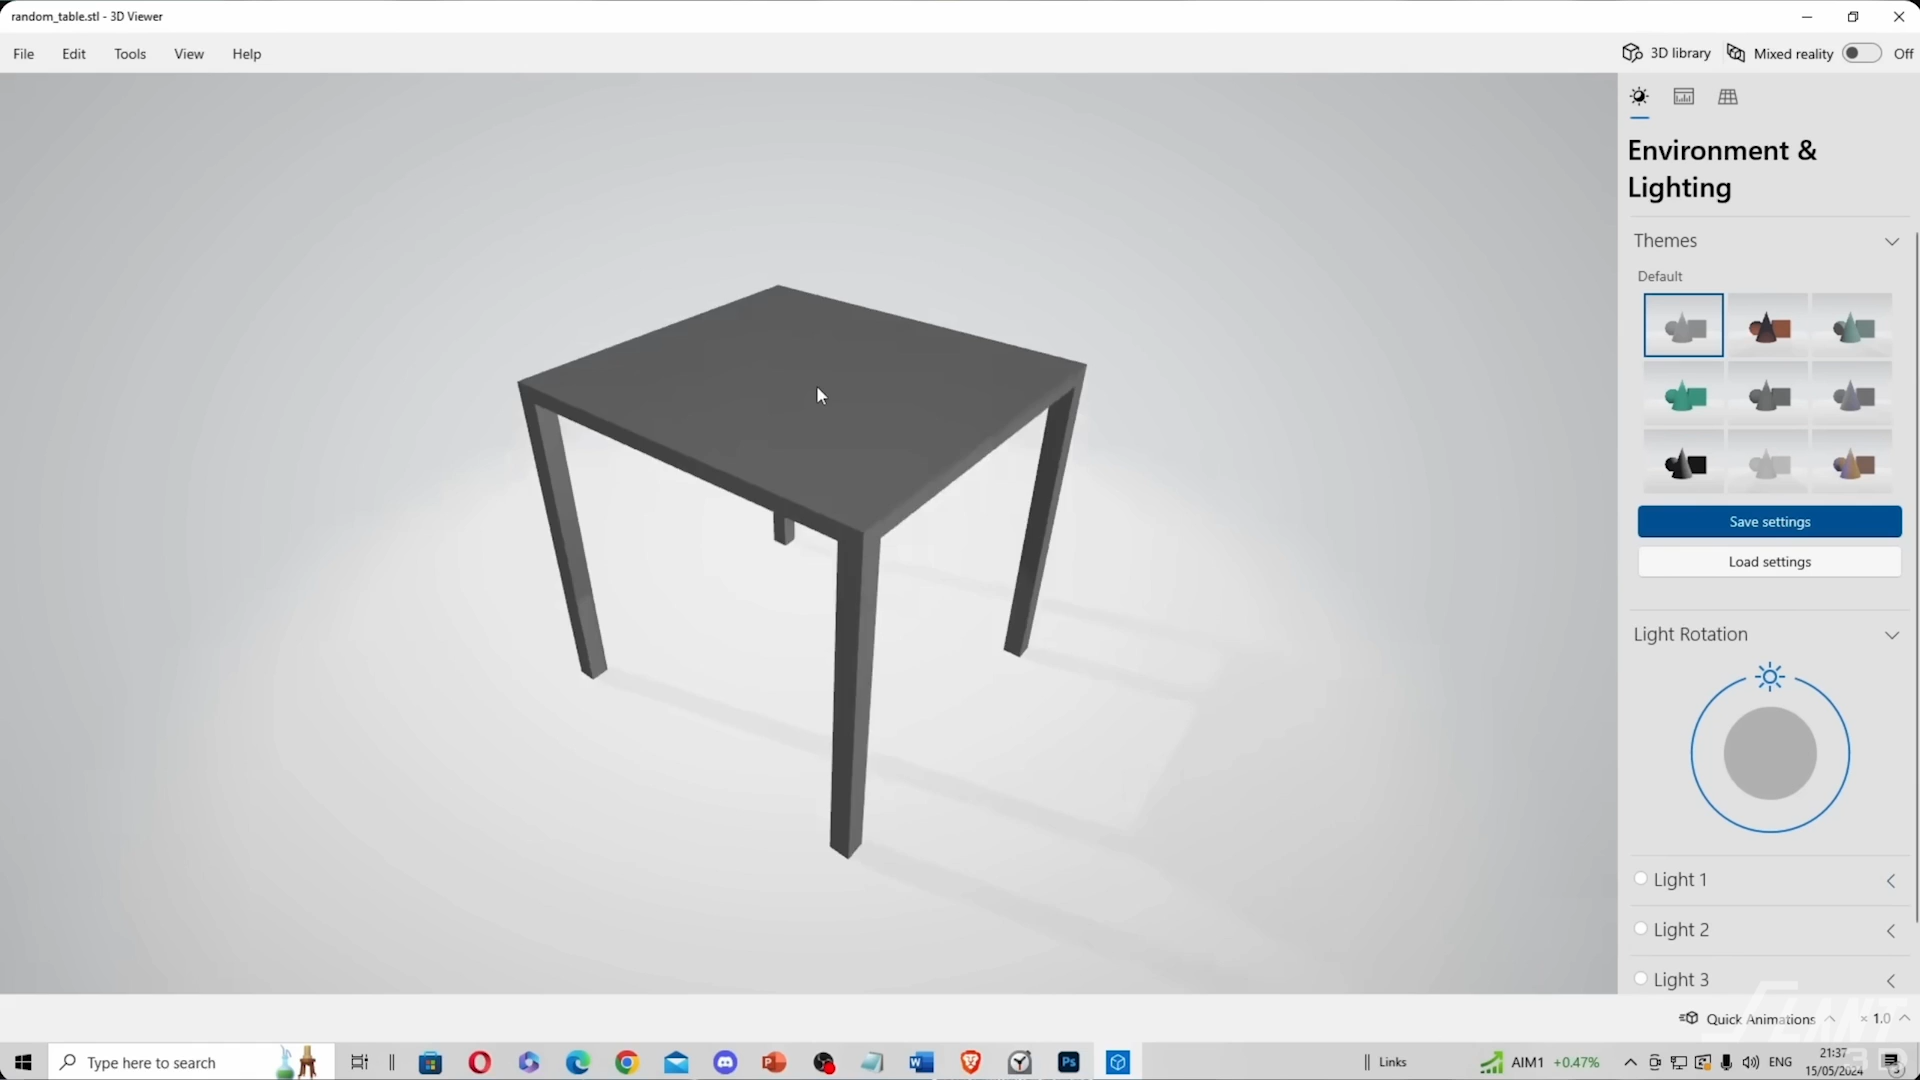 random_table.stl - 3D Viewer
File Edit Tools View Help
3D library Mixed reality Off
Environment &
Lighting
Themes
Default
Save settings
Load settings
Light Rotation
Light 1
Light 2
Light 3
Quick Animations × 1.0
Type here to search
Links
AIM1 +0.47%
ENG
21:37
15/05/2024